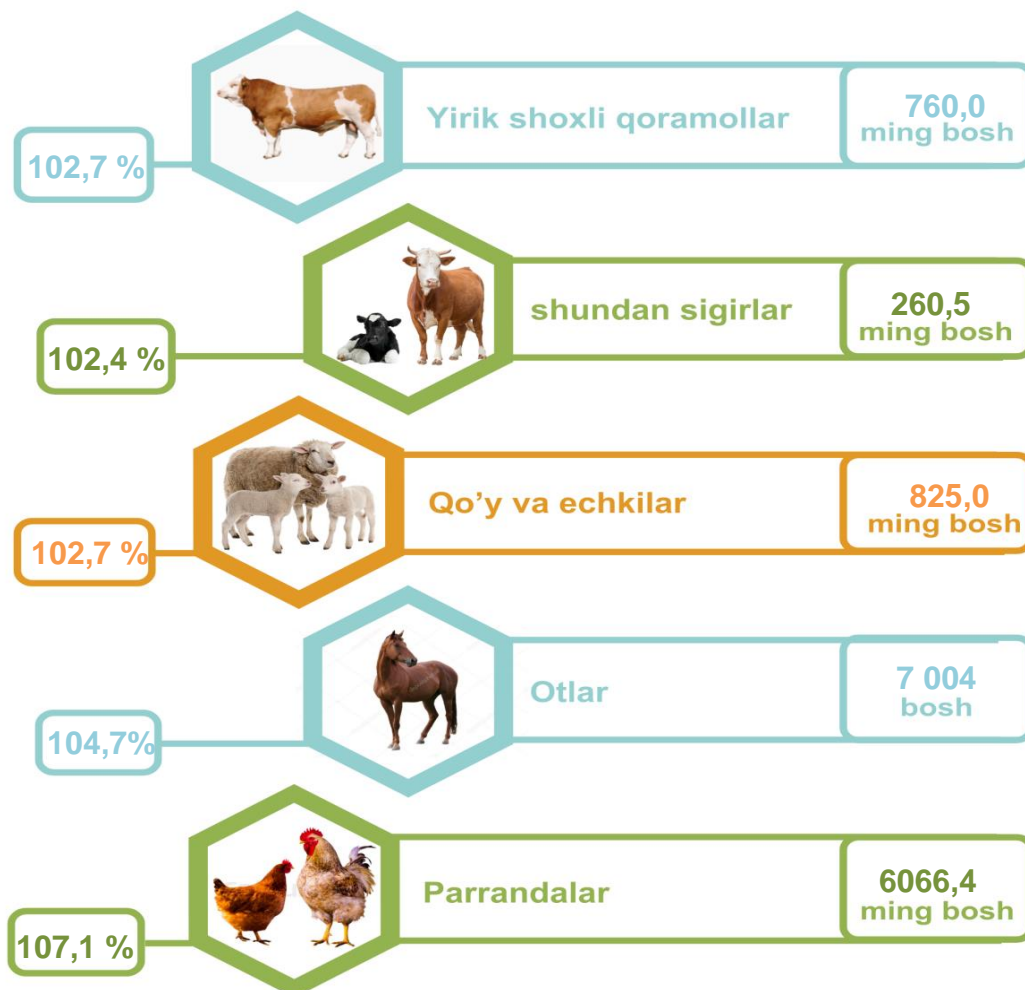 Yirik shoxli qoramollar
760,0
ming bosh
102,7 %
shundan sigirlar
260,5
ming bosh
102,4 %
Qo’y va echkilar
825,0
ming bosh
102,7 %
Otlar
7 004
bosh
104,7%
Parrandalar
6066,4
ming bosh
107,1 %